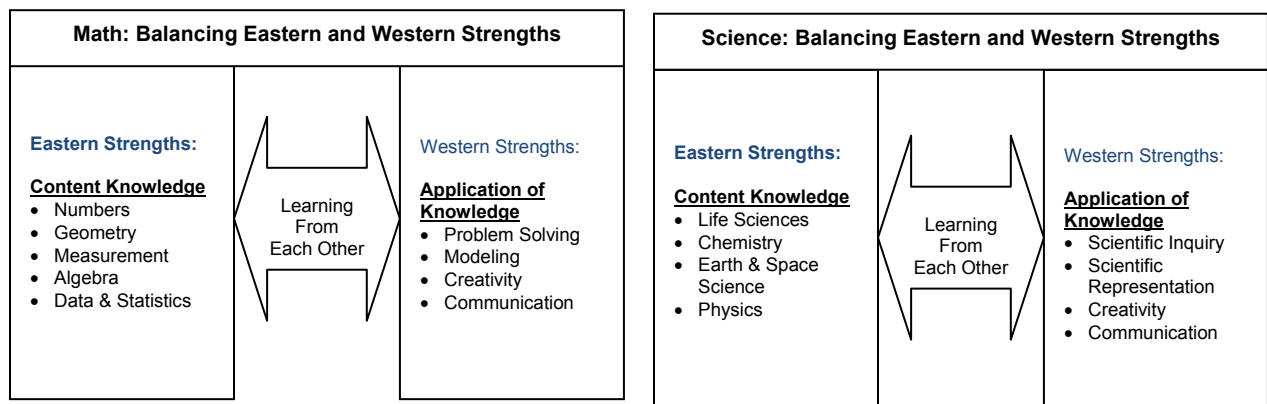 Math: Balancing Eastern and Western Strengths
Eastern Strengths:
Content Knowledge
• Numbers
• Geometry
• Measurement
• Algebra
• Data & Statistics
Learning
From
Each Other
Western Strengths:
Application of
Knowledge
• Problem Solving
• Modeling
• Creativity
• Communication
Science: Balancing Eastern and Western Strengths
Eastern Strengths:
Content Knowledge
• Life Sciences
• Chemistry
• Earth & Space
Science
• Physics
Learning
From
Each Other
Western Strengths:
Application of
Knowledge
• Scientific Inquiry
• Scientific
Representation
• Creativity
• Communication